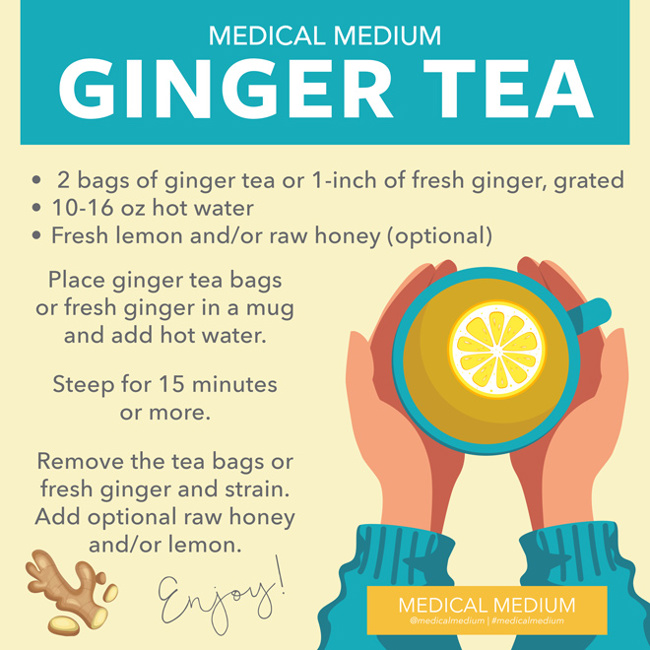 MEDICAL MEDIUM
GINGER TEA
• 2 bags of ginger tea or 1-inch of fresh ginger, grated
• 10-16 oz hot water
• Fresh lemon and/or raw honey (optional)
Place ginger tea bags
or fresh ginger in a mug
and add hot water.
Steep for 15 minutes
or more.
Remove the tea bags or
fresh ginger and strain.
Add optional raw honey
and/or lemon.
Enjoy!
MEDICAL MEDIUM
@medicalmedium | #medicalmedium